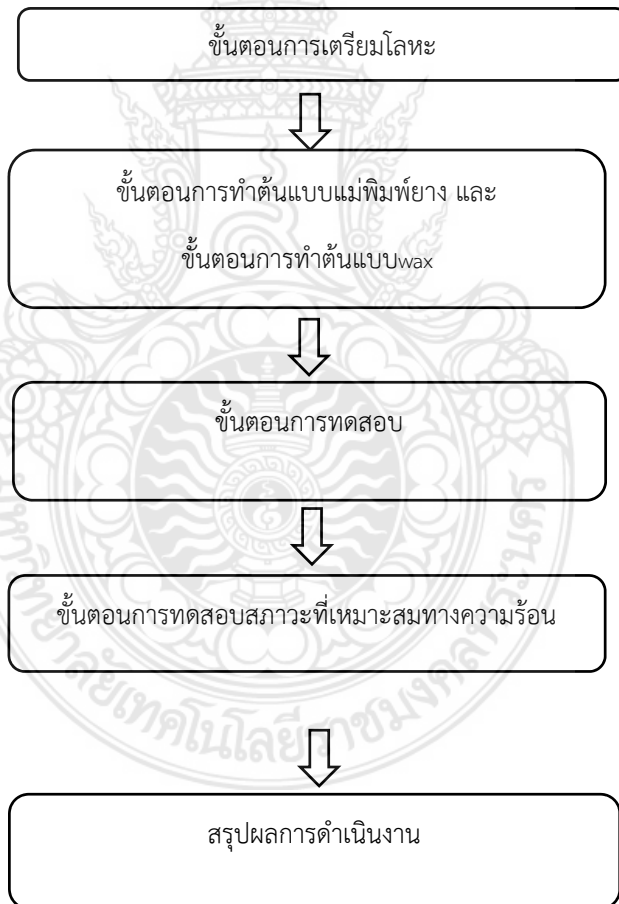 ขั้นตอนการเตรียมโลหะ
ขั้นตอนการทำต้นแบบแม่พิมพ์ยาง และ
ขั้นตอนการทำต้นแบบwax
ขั้นตอนการทดสอบ
ขั้นตอนการทดสอบสภาวะที่เหมาะสมทางความร้อน
สรุปผลการดำเนินงาน